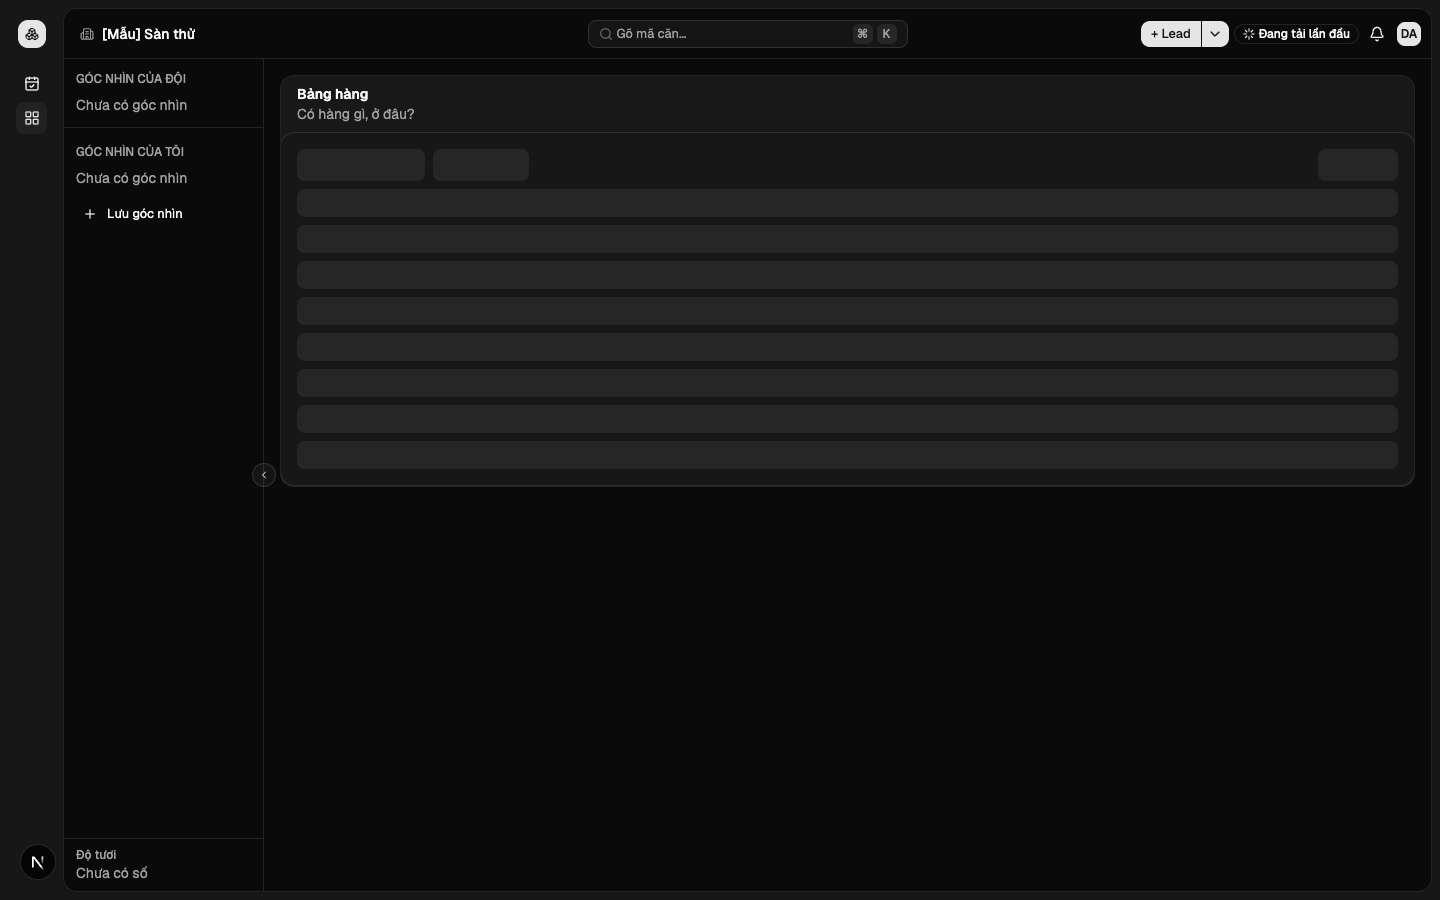 [Mẫu] Sàn thử
Gõ mã căn...
⌘ K
+ Lead
Đang tải lần đầu
DA
GÓC NHÌN CỦA ĐỘI
Chưa có góc nhìn
GÓC NHÌN CỦA TÔI
Chưa có góc nhìn
Lưu góc nhìn
Bảng hàng
Có hàng gì, ở đâu?
Độ tươi
Chưa có số
N